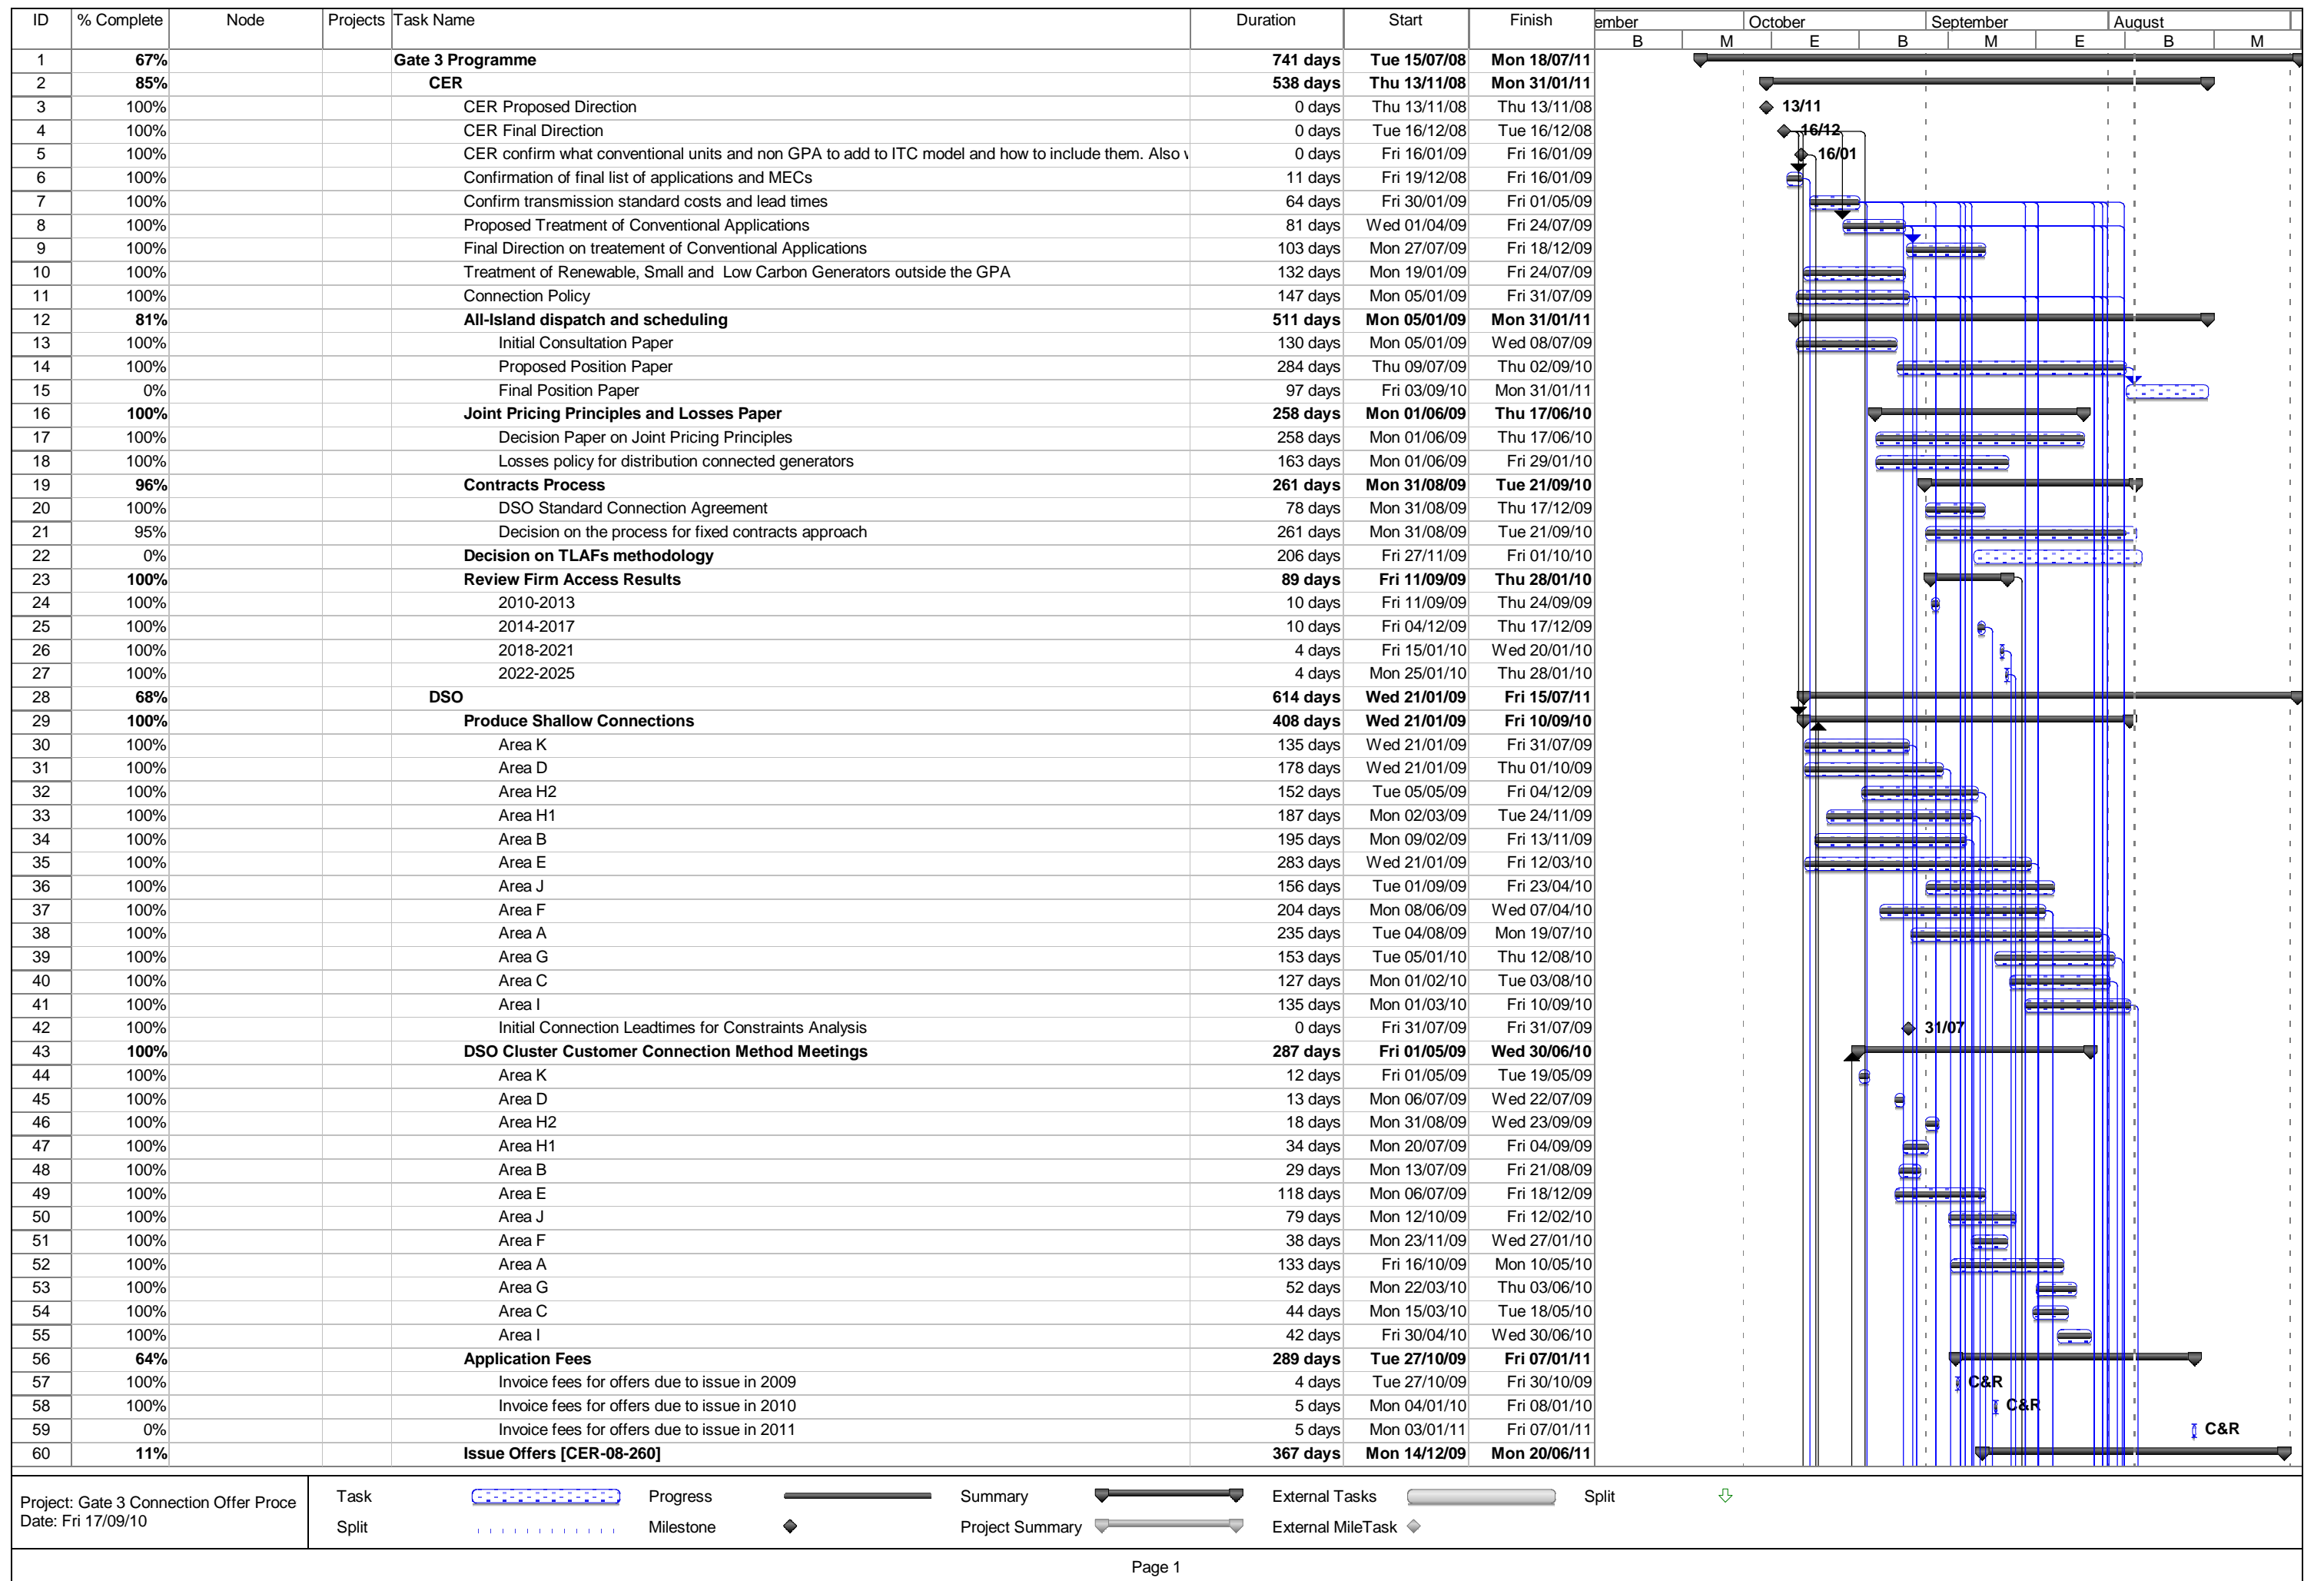 ID % Complete Node Projects Task Name Duration Start Finish ember October September August
B M E B M E B M
1 67% Gate 3 Programme 741 days Tue 15/07/08 Mon 18/07/11
2 85% CER 538 days Thu 13/11/08 Mon 31/01/11
3 100% CER Proposed Direction 0 days Thu 13/11/08 Thu 13/11/08 13/11
4 100% CER Final Direction 0 days Tue 16/12/08 Tue 16/12/08 16/12
5 100% CER confirm what conventional units and non GPA to add to ITC model and how to include them. Also w 0 days Fri 16/01/09 Fri 16/01/09 16/01
6 100% Confirmation of final list of applications and MECs 11 days Fri 19/12/08 Fri 16/01/09
7 100% Confirm transmission standard costs and lead times 64 days Fri 30/01/09 Fri 01/05/09
8 100% Proposed Treatment of Conventional Applications 81 days Wed 01/04/09 Fri 24/07/09
9 100% Final Direction on treatement of Conventional Applications 103 days Mon 27/07/09 Fri 18/12/09
10 100% Treatment of Renewable, Small and Low Carbon Generators outside the GPA 132 days Mon 19/01/09 Fri 24/07/09
11 100% Connection Policy 147 days Mon 05/01/09 Fri 31/07/09
12 81% All-Island dispatch and scheduling 511 days Mon 05/01/09 Mon 31/01/11
13 100% Initial Consultation Paper 130 days Mon 05/01/09 Wed 08/07/09
14 100% Proposed Position Paper 284 days Thu 09/07/09 Thu 02/09/10
15 0% Final Position Paper 97 days Fri 03/09/10 Mon 31/01/11
16 100% Joint Pricing Principles and Losses Paper 258 days Mon 01/06/09 Thu 17/06/10
17 100% Decision Paper on Joint Pricing Principles 258 days Mon 01/06/09 Thu 17/06/10
18 100% Losses policy for distribution connected generators 163 days Mon 01/06/09 Fri 29/01/10
19 96% Contracts Process 261 days Mon 31/08/09 Tue 21/09/10
20 100% DSO Standard Connection Agreement 78 days Mon 31/08/09 Thu 17/12/09
21 95% Decision on the process for fixed contracts approach 261 days Mon 31/08/09 Tue 21/09/10
22 0% Decision on TLAFs methodology 206 days Fri 27/11/09 Fri 01/10/10
23 100% Review Firm Access Results 89 days Fri 11/09/09 Thu 28/01/10
24 100% 2010-2013 10 days Fri 11/09/09 Thu 24/09/09
25 100% 2014-2017 10 days Fri 04/12/09 Thu 17/12/09
26 100% 2018-2021 4 days Fri 15/01/10 Wed 20/01/10
27 100% 2022-2025 4 days Mon 25/01/10 Thu 28/01/10
28 68% DSO 614 days Wed 21/01/09 Fri 15/07/11
29 100% Produce Shallow Connections 408 days Wed 21/01/09 Fri 10/09/10
30 100% Area K 135 days Wed 21/01/09 Fri 31/07/09
31 100% Area D 178 days Wed 21/01/09 Thu 01/10/09
32 100% Area H2 152 days Tue 05/05/09 Fri 04/12/09
33 100% Area H1 187 days Mon 02/03/09 Tue 24/11/09
34 100% Area B 195 days Mon 09/02/09 Fri 13/11/09
35 100% Area E 283 days Wed 21/01/09 Fri 12/03/10
36 100% Area J 156 days Tue 01/09/09 Fri 23/04/10
37 100% Area F 204 days Mon 08/06/09 Wed 07/04/10
38 100% Area A 235 days Tue 04/08/09 Mon 19/07/10
39 100% Area G 153 days Tue 05/01/10 Thu 12/08/10
40 100% Area C 127 days Mon 01/02/10 Tue 03/08/10
41 100% Area I 135 days Mon 01/03/10 Fri 10/09/10
42 100% Initial Connection Leadtimes for Constraints Analysis 0 days Fri 31/07/09 Fri 31/07/09 31/07
43 100% DSO Cluster Customer Connection Method Meetings 287 days Fri 01/05/09 Wed 30/06/10
44 100% Area K 12 days Fri 01/05/09 Tue 19/05/09
45 100% Area D 13 days Mon 06/07/09 Wed 22/07/09
46 100% Area H2 18 days Mon 31/08/09 Wed 23/09/09
47 100% Area H1 34 days Mon 20/07/09 Fri 04/09/09
48 100% Area B 29 days Mon 13/07/09 Fri 21/08/09
49 100% Area E 118 days Mon 06/07/09 Fri 18/12/09
50 100% Area J 79 days Mon 12/10/09 Fri 12/02/10
51 100% Area F 38 days Mon 23/11/09 Wed 27/01/10
52 100% Area A 133 days Fri 16/10/09 Mon 10/05/10
53 100% Area G 52 days Mon 22/03/10 Thu 03/06/10
54 100% Area C 44 days Mon 15/03/10 Tue 18/05/10
55 100% Area I 42 days Fri 30/04/10 Wed 30/06/10
56 64% Application Fees 289 days Tue 27/10/09 Fri 07/01/11
57 100% Invoice fees for offers due to issue in 2009 4 days Tue 27/10/09 Fri 30/10/09 C&R
58 100% Invoice fees for offers due to issue in 2010 5 days Mon 04/01/10 Fri 08/01/10 C&R
59 0% Invoice fees for offers due to issue in 2011 5 days Mon 03/01/11 Fri 07/01/11 C&R
60 11% Issue Offers [CER-08-260] 367 days Mon 14/12/09 Mon 20/06/11
Project: Gate 3 Connection Offer Proce
Date: Fri 17/09/10
Task Progress Summary External Tasks Split
Split Milestone Project Summary External MileTask
Page 1